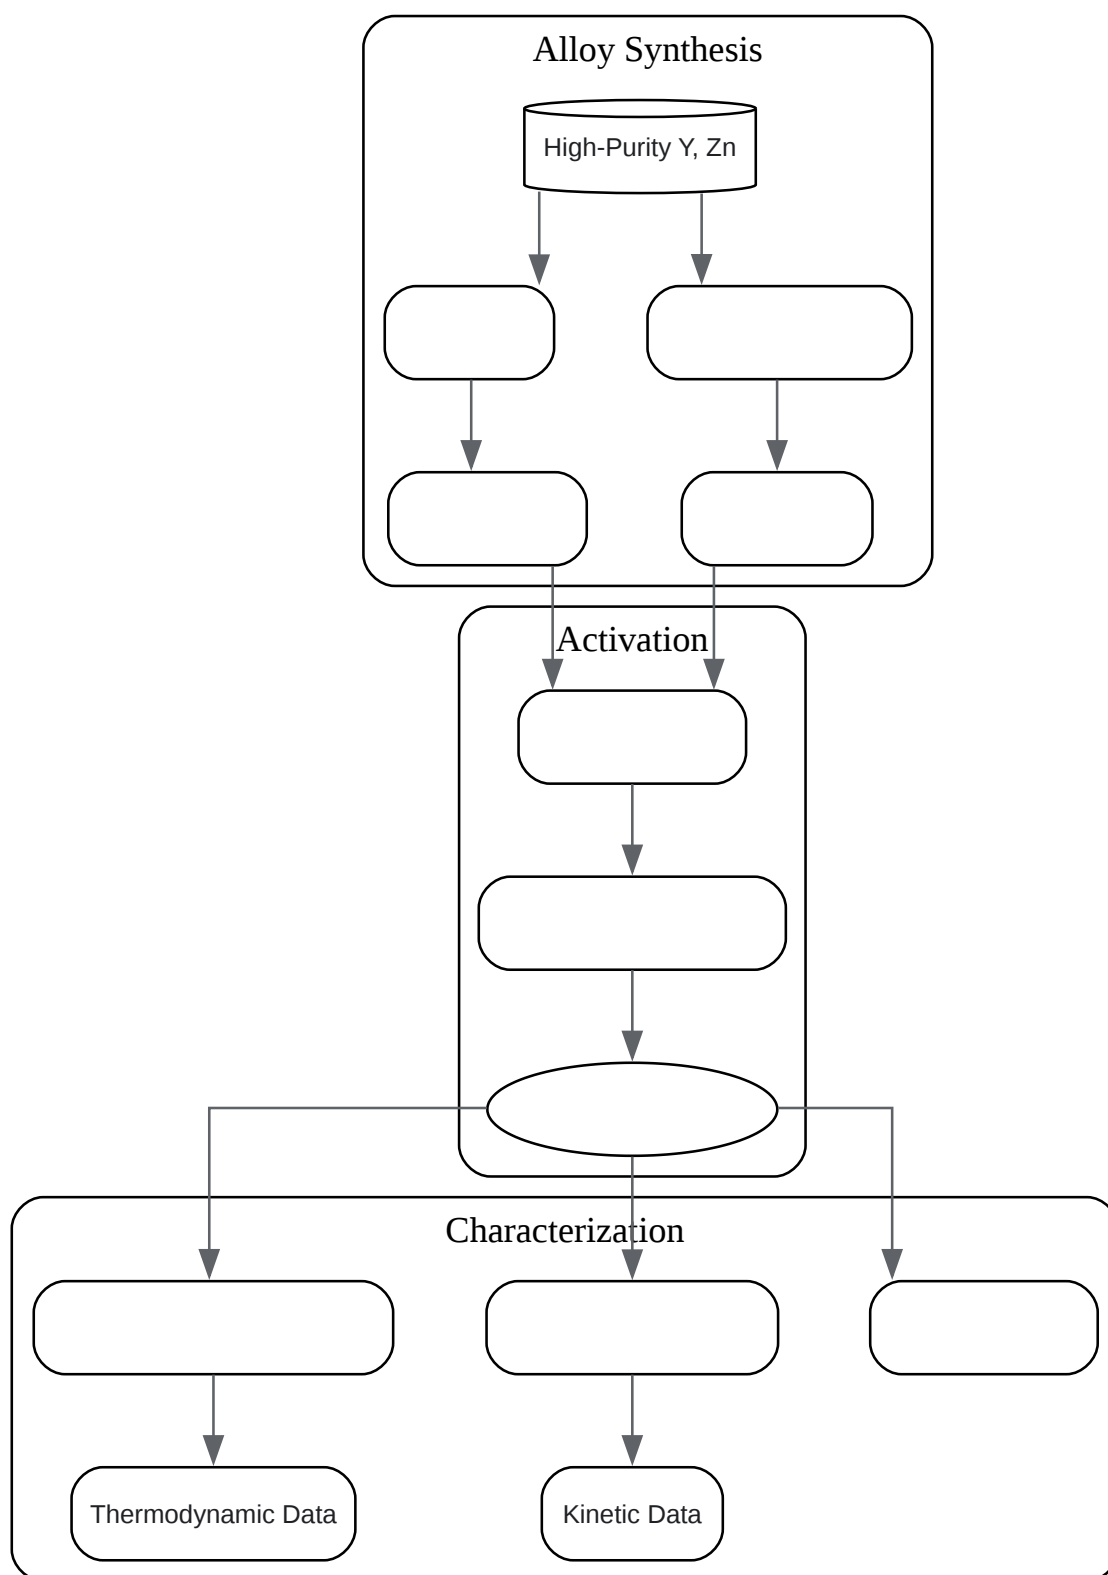 Alloy Synthesis
High-Purity Y, Zn
Activation
Characterization
Thermodynamic Data
Kinetic Data